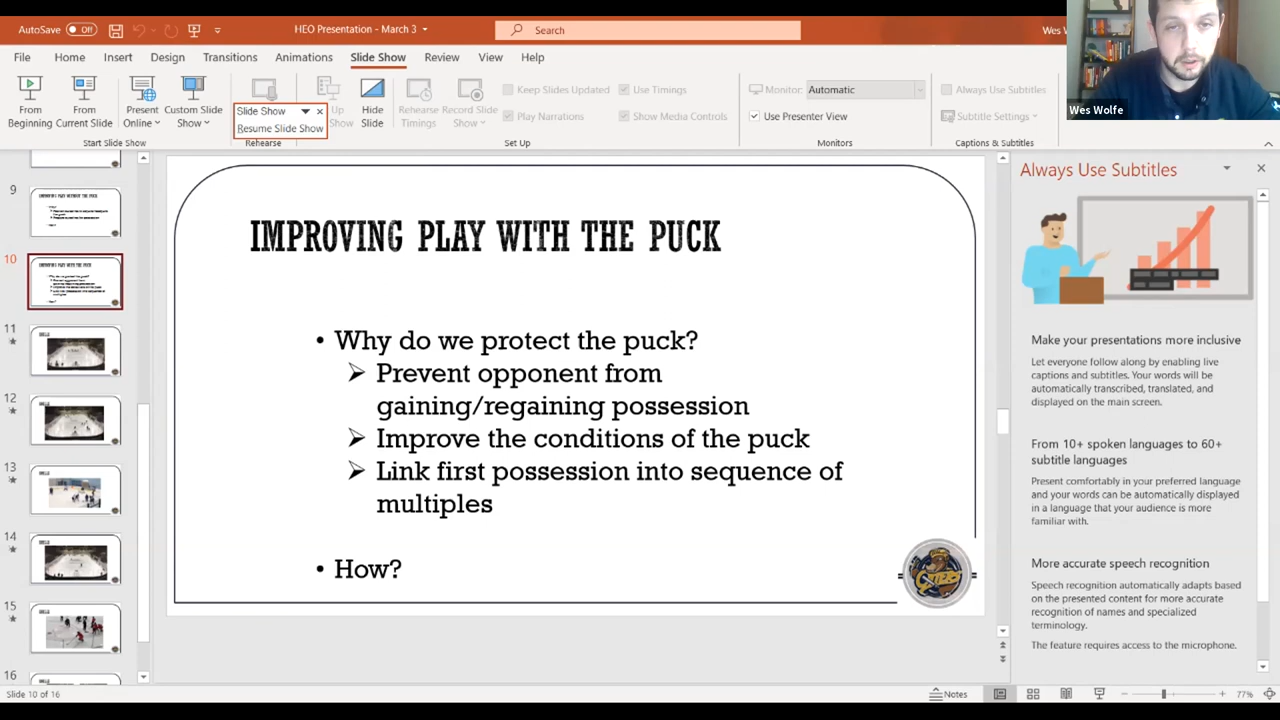 AutoSave Off
HEO Presentation - March 3
Search
Wes W
File Home Insert Design Transitions Animations Slide Show Review View Help
From Beginning
From Current Slide
Present Online
Custom Slide Show
Slide Show
Resume Slide Show
Up
Show
Hide Slide
Rehearse Timings
Record Slide Show
Keep Slides Updated
Use Timings
Play Narrations
Show Media Controls
Monitor: Automatic
Use Presenter View
Always Use Subtitles
Subtitle Settings
Start Slide Show
Rehearse
Set Up
Monitors
Captions & Subtitles
Wes Wolfe
9
10
11
12
13
14
15
16
IMPROVING PLAY WITH THE PUCK
• Why do we protect the puck?
➢ Prevent opponent from
gaining/regaining possession
➢ Improve the conditions of the puck
➢ Link first possession into sequence of
multiples
• How?
OTTERS
Always Use Subtitles
Make your presentations more inclusive
Let everyone follow along by enabling live
captions and subtitles. Your words will be
automatically transcribed, translated, and
displayed on the main screen.
From 10+ spoken languages to 60+
subtitle languages
Present comfortably in your preferred language
and your words can be automatically displayed
in a language that your audience is more
familiar with.
More accurate speech recognition
Speech recognition automatically adapts based
on the presented content for more accurate
recognition of names and specialized
terminology.
The feature requires access to the microphone.
Slide 10 of 16
Notes
77%